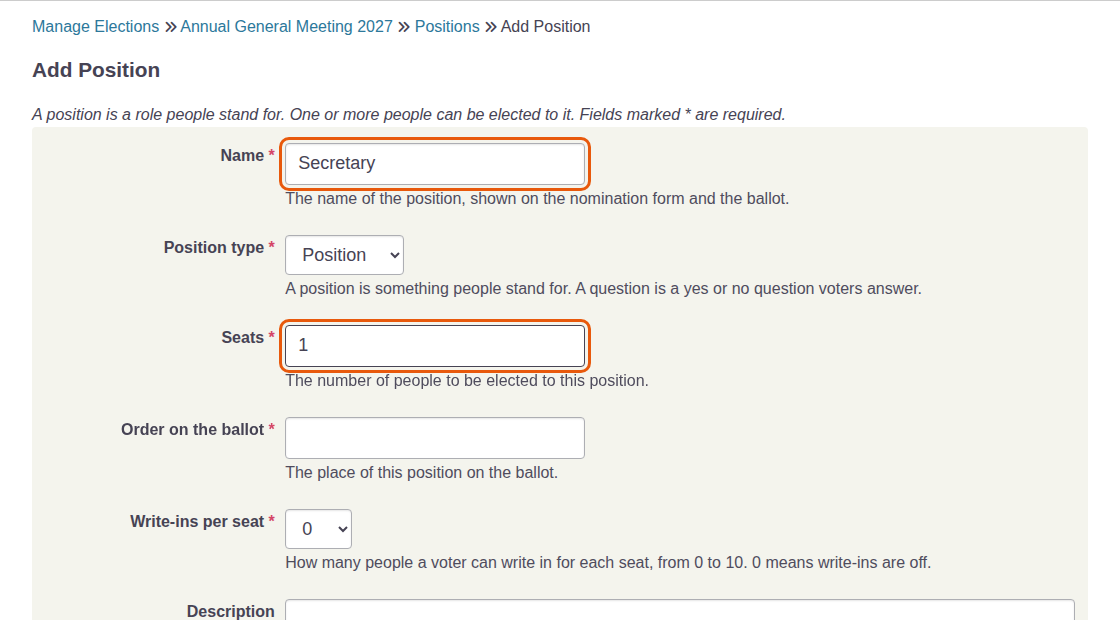 Manage Elections » Annual General Meeting 2027 » Positions » Add Position
Add Position
A position is a role people stand for. One or more people can be elected to it. Fields marked * are required.
Name *
Secretary
The name of the position, shown on the nomination form and the ballot.
Position type *
Position
A position is something people stand for. A question is a yes or no question voters answer.
Seats *
1
The number of people to be elected to this position.
Order on the ballot *
The place of this position on the ballot.
Write-ins per seat *
0
How many people a voter can write in for each seat, from 0 to 10. 0 means write-ins are off.
Description